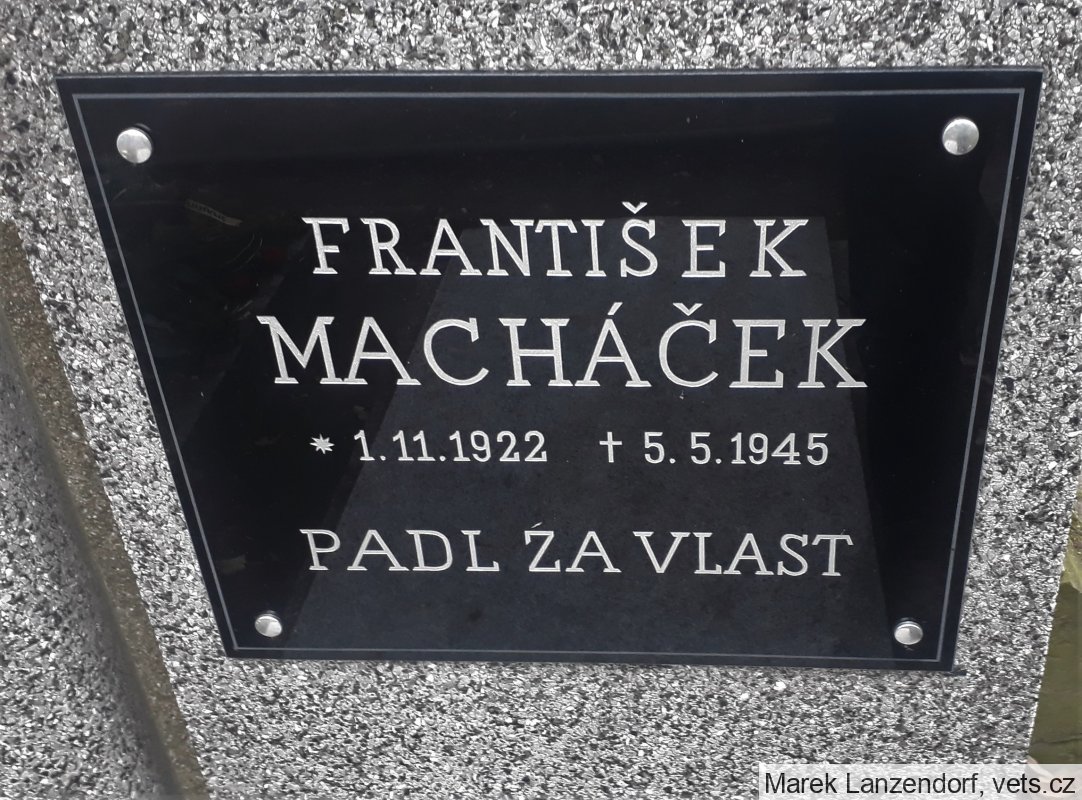 FRANTIŠEK
MACHÁČEK
* 1.11.1922 † 5.5.1945
PADL ZA VLAST
Marek Lanzendorf, vets.cz